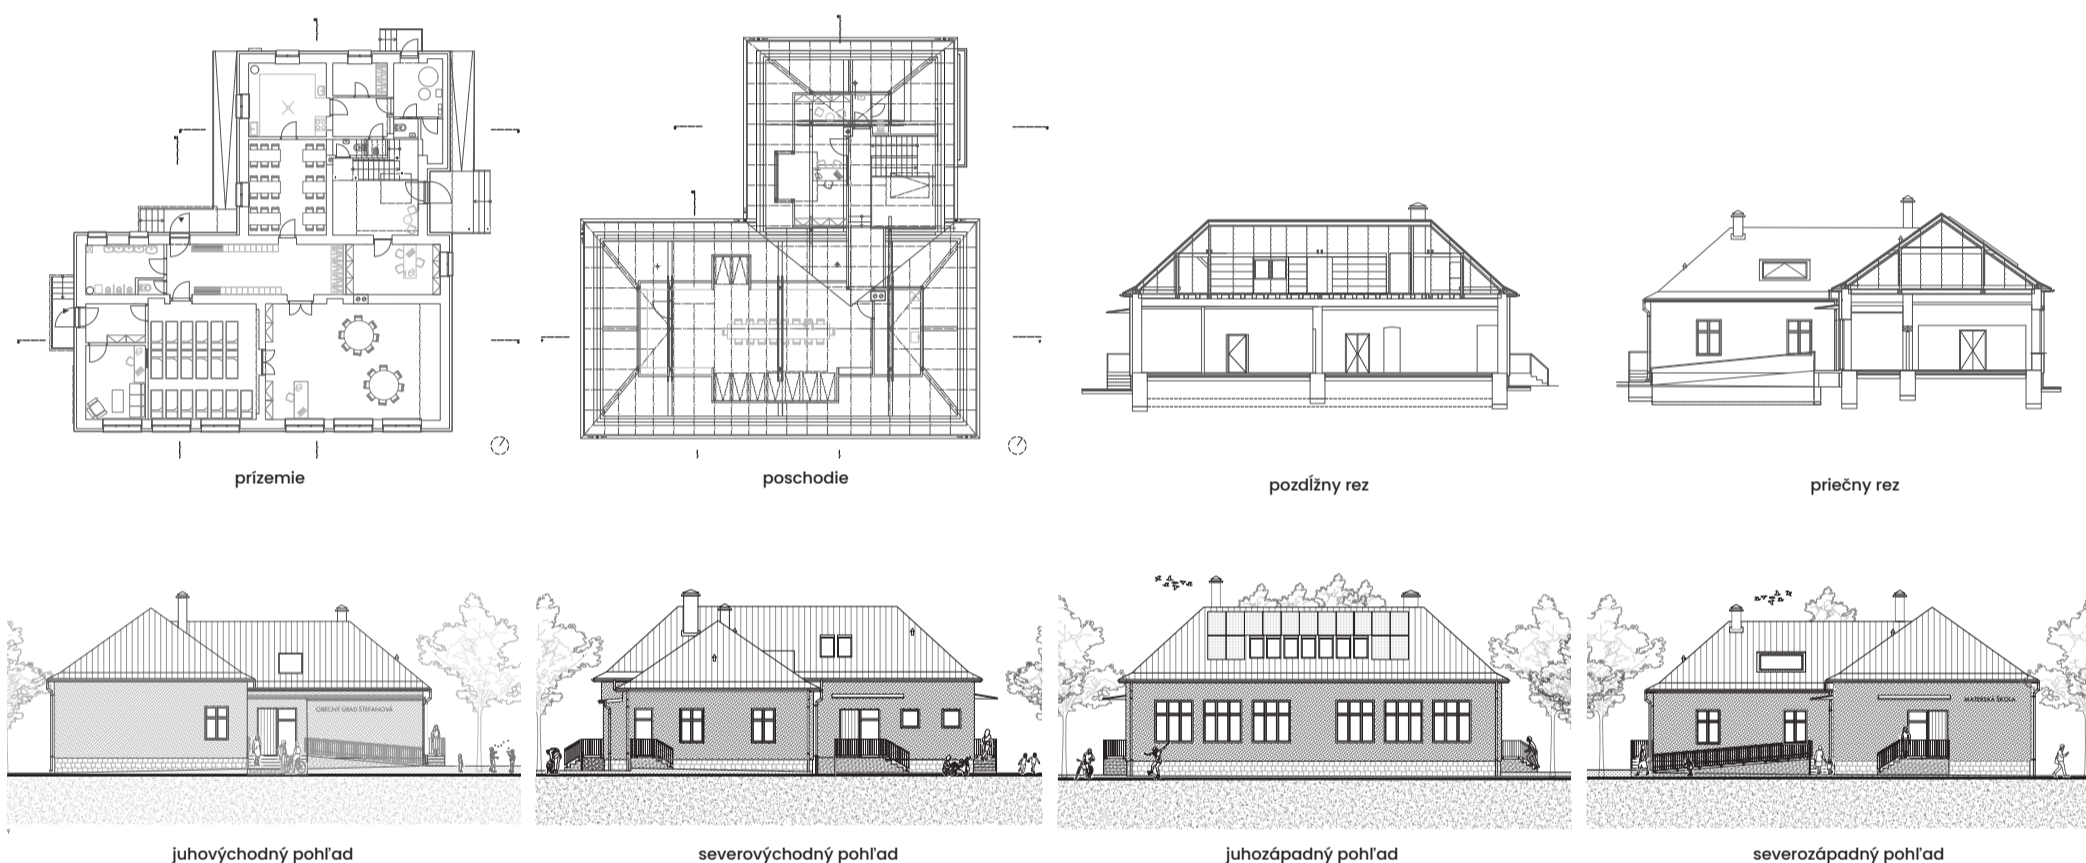 prízemie
poschodie
pozdĺžny rez
priečny rez
OBECNÝ ÚRAD ŠTEFANOVÁ
MATERSKÁ ŠKOLA
juhovýchodný pohľad
severovýchodný pohľad
juhozápadný pohľad
severozápadný pohľad